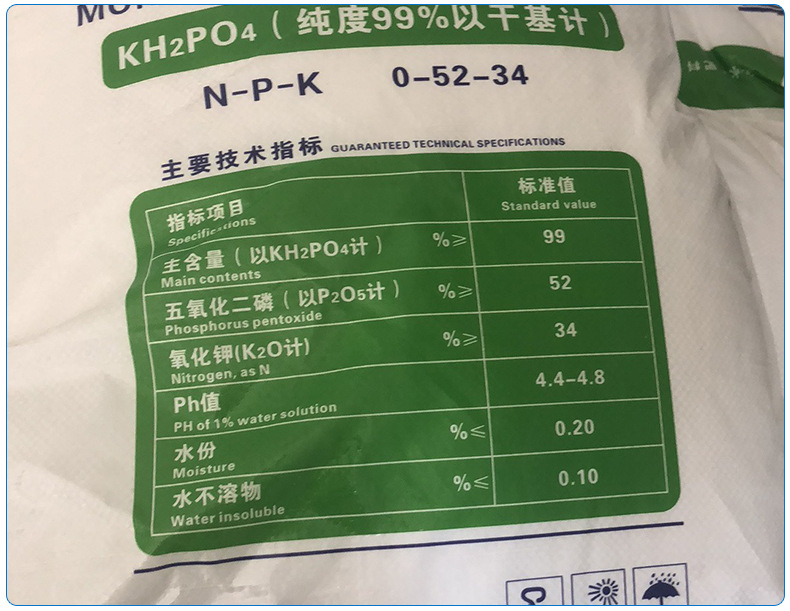 KH2PO4（纯度99%以干基计）
N-P-K 0-52-34
主要技术指标 GUARANTEED TECHNICAL SPECIFICATIONS
指标项目 标准值
Specifications Standard value
主含量（以KH2PO4计） %≥ 99
Main contents
五氧化二磷（以P2O5计） %≥ 52
Phosphorus pentoxide
氧化钾(K2O计) %≥ 34
Nitrogen, as N
Ph值 4.4-4.8
PH of 1% water solution
水份 %≤ 0.20
Moisture
水不溶物 %≤ 0.10
Water insoluble